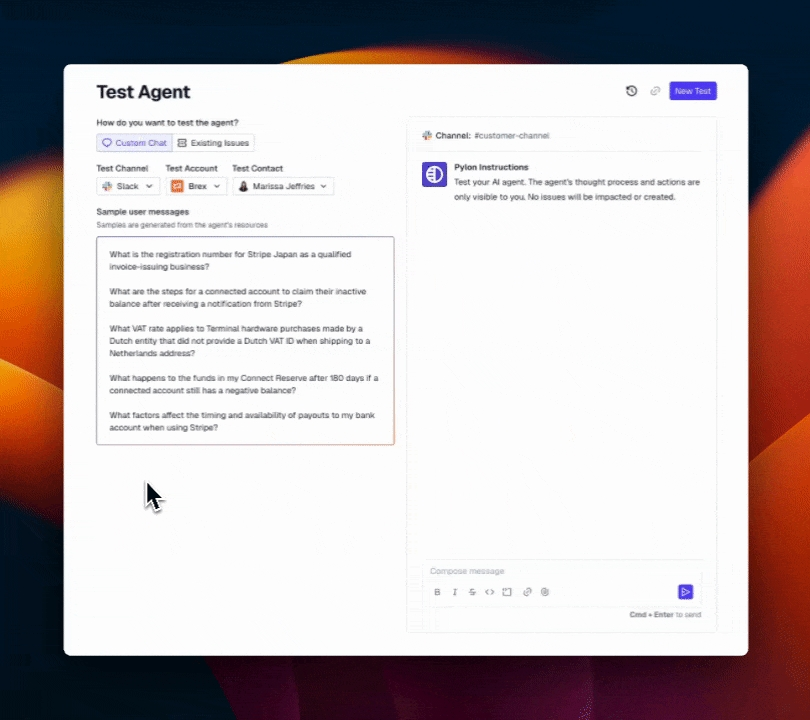 Test Agent
New Test
How do you want to test the agent?
Custom Chat
Existing Issues
Test Channel
Test Account
Test Contact
Slack
Brex
Marissa Jeffries
Sample user messages
Samples are generated from the agent's resources
What is the registration number for Stripe Japan as a qualified
invoice-issuing business?
What are the steps for a connected account to claim their inactive
balance after receiving a notification from Stripe?
What VAT rate applies to Terminal hardware purchases made by a
Dutch entity that did not provide a Dutch VAT ID when shipping to a
Netherlands address?
What happens to the funds in my Connect Reserve after 180 days if a
connected account still has a negative balance?
What factors affect the timing and availability of payouts to my bank
account when using Stripe?
Channel: #customer-channel
Pylon Instructions
Test your AI agent. The agent's thought process and actions are
only visible to you. No issues will be impacted or created.
Compose message
B I S
Cmd + Enter to send